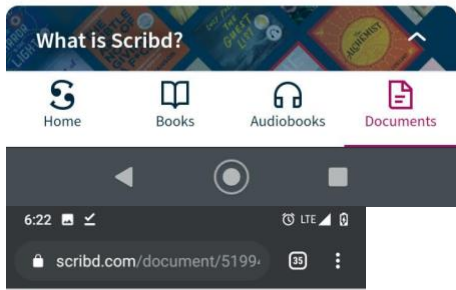 What is Scribd?
Home Books Audiobooks Documents
6:22 LTE
scribd.com/document/5199 35